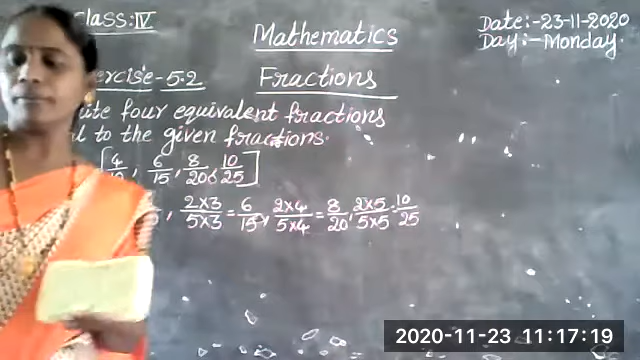 Class:IV
Mathematics
Date:-23-11-2020
Day:-Monday.
Exercise-5.2
Fractions
four equivalent fractions
to the given fractions.
[4/10, 6/15, 8/20, 10/25]
, 2x3/5x3 = 6/15, 2x4/5x4 = 8/20, 2x5/5x5 = 10/25
2020-11-23 11:17:19